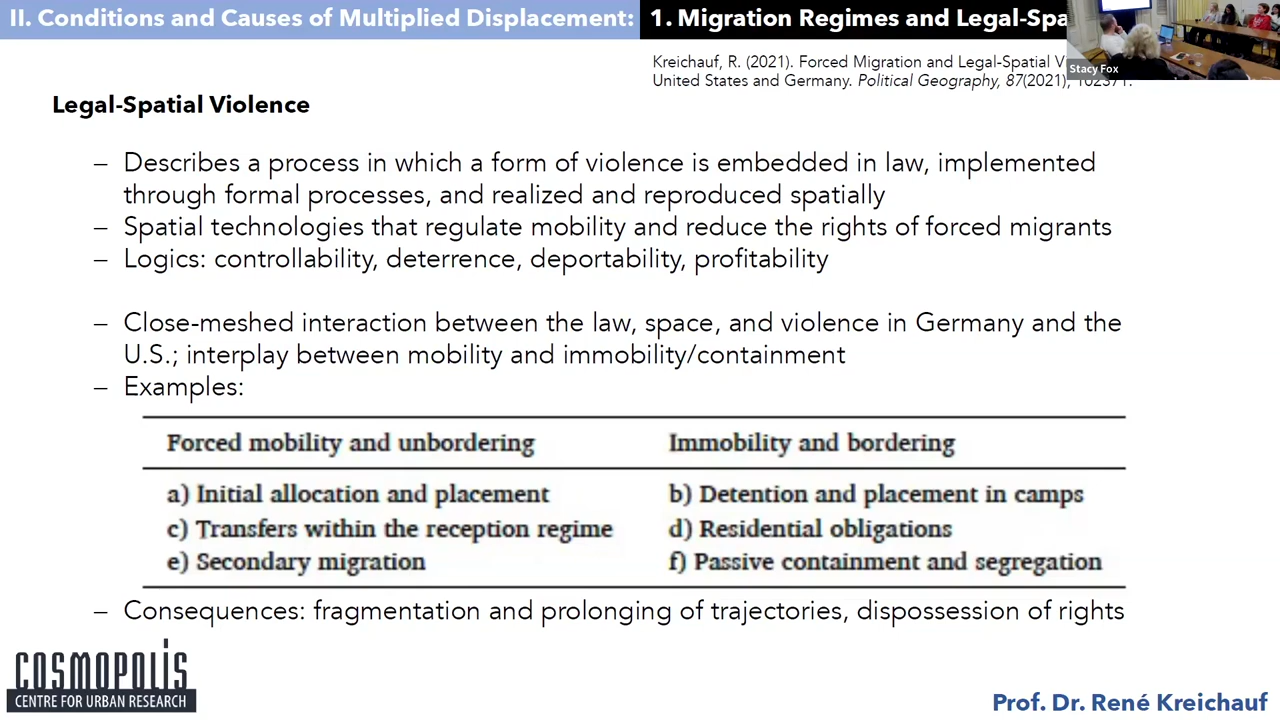 II. Conditions and Causes of Multiplied Displacement: 1. Migration Regimes and Legal-Spa
Kreichauf, R. (2021). Forced Migration and Legal-Spatial V
United States and Germany. Political Geography, 87(2021), 102371.
Stacy Fox
Legal-Spatial Violence
– Describes a process in which a form of violence is embedded in law, implemented
through formal processes, and realized and reproduced spatially
– Spatial technologies that regulate mobility and reduce the rights of forced migrants
– Logics: controllability, deterrence, deportability, profitability
– Close-meshed interaction between the law, space, and violence in Germany and the
U.S.; interplay between mobility and immobility/containment
– Examples:
Forced mobility and unbordering Immobility and bordering
a) Initial allocation and placement b) Detention and placement in camps
c) Transfers within the reception regime d) Residential obligations
e) Secondary migration f) Passive containment and segregation
– Consequences: fragmentation and prolonging of trajectories, dispossession of rights
COSMOPOLIS
CENTRE FOR URBAN RESEARCH
Prof. Dr. René Kreichauf